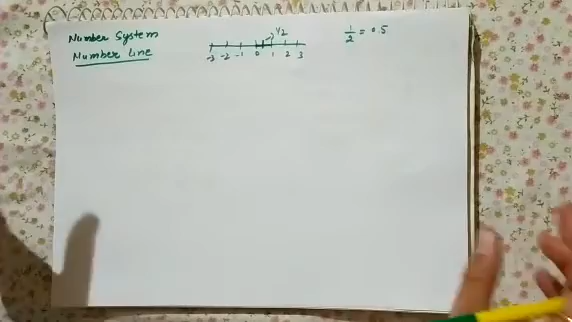 Number System
Number Line
1/2
-3 -2 -1 0 1 2 3
1/2 = 0.5